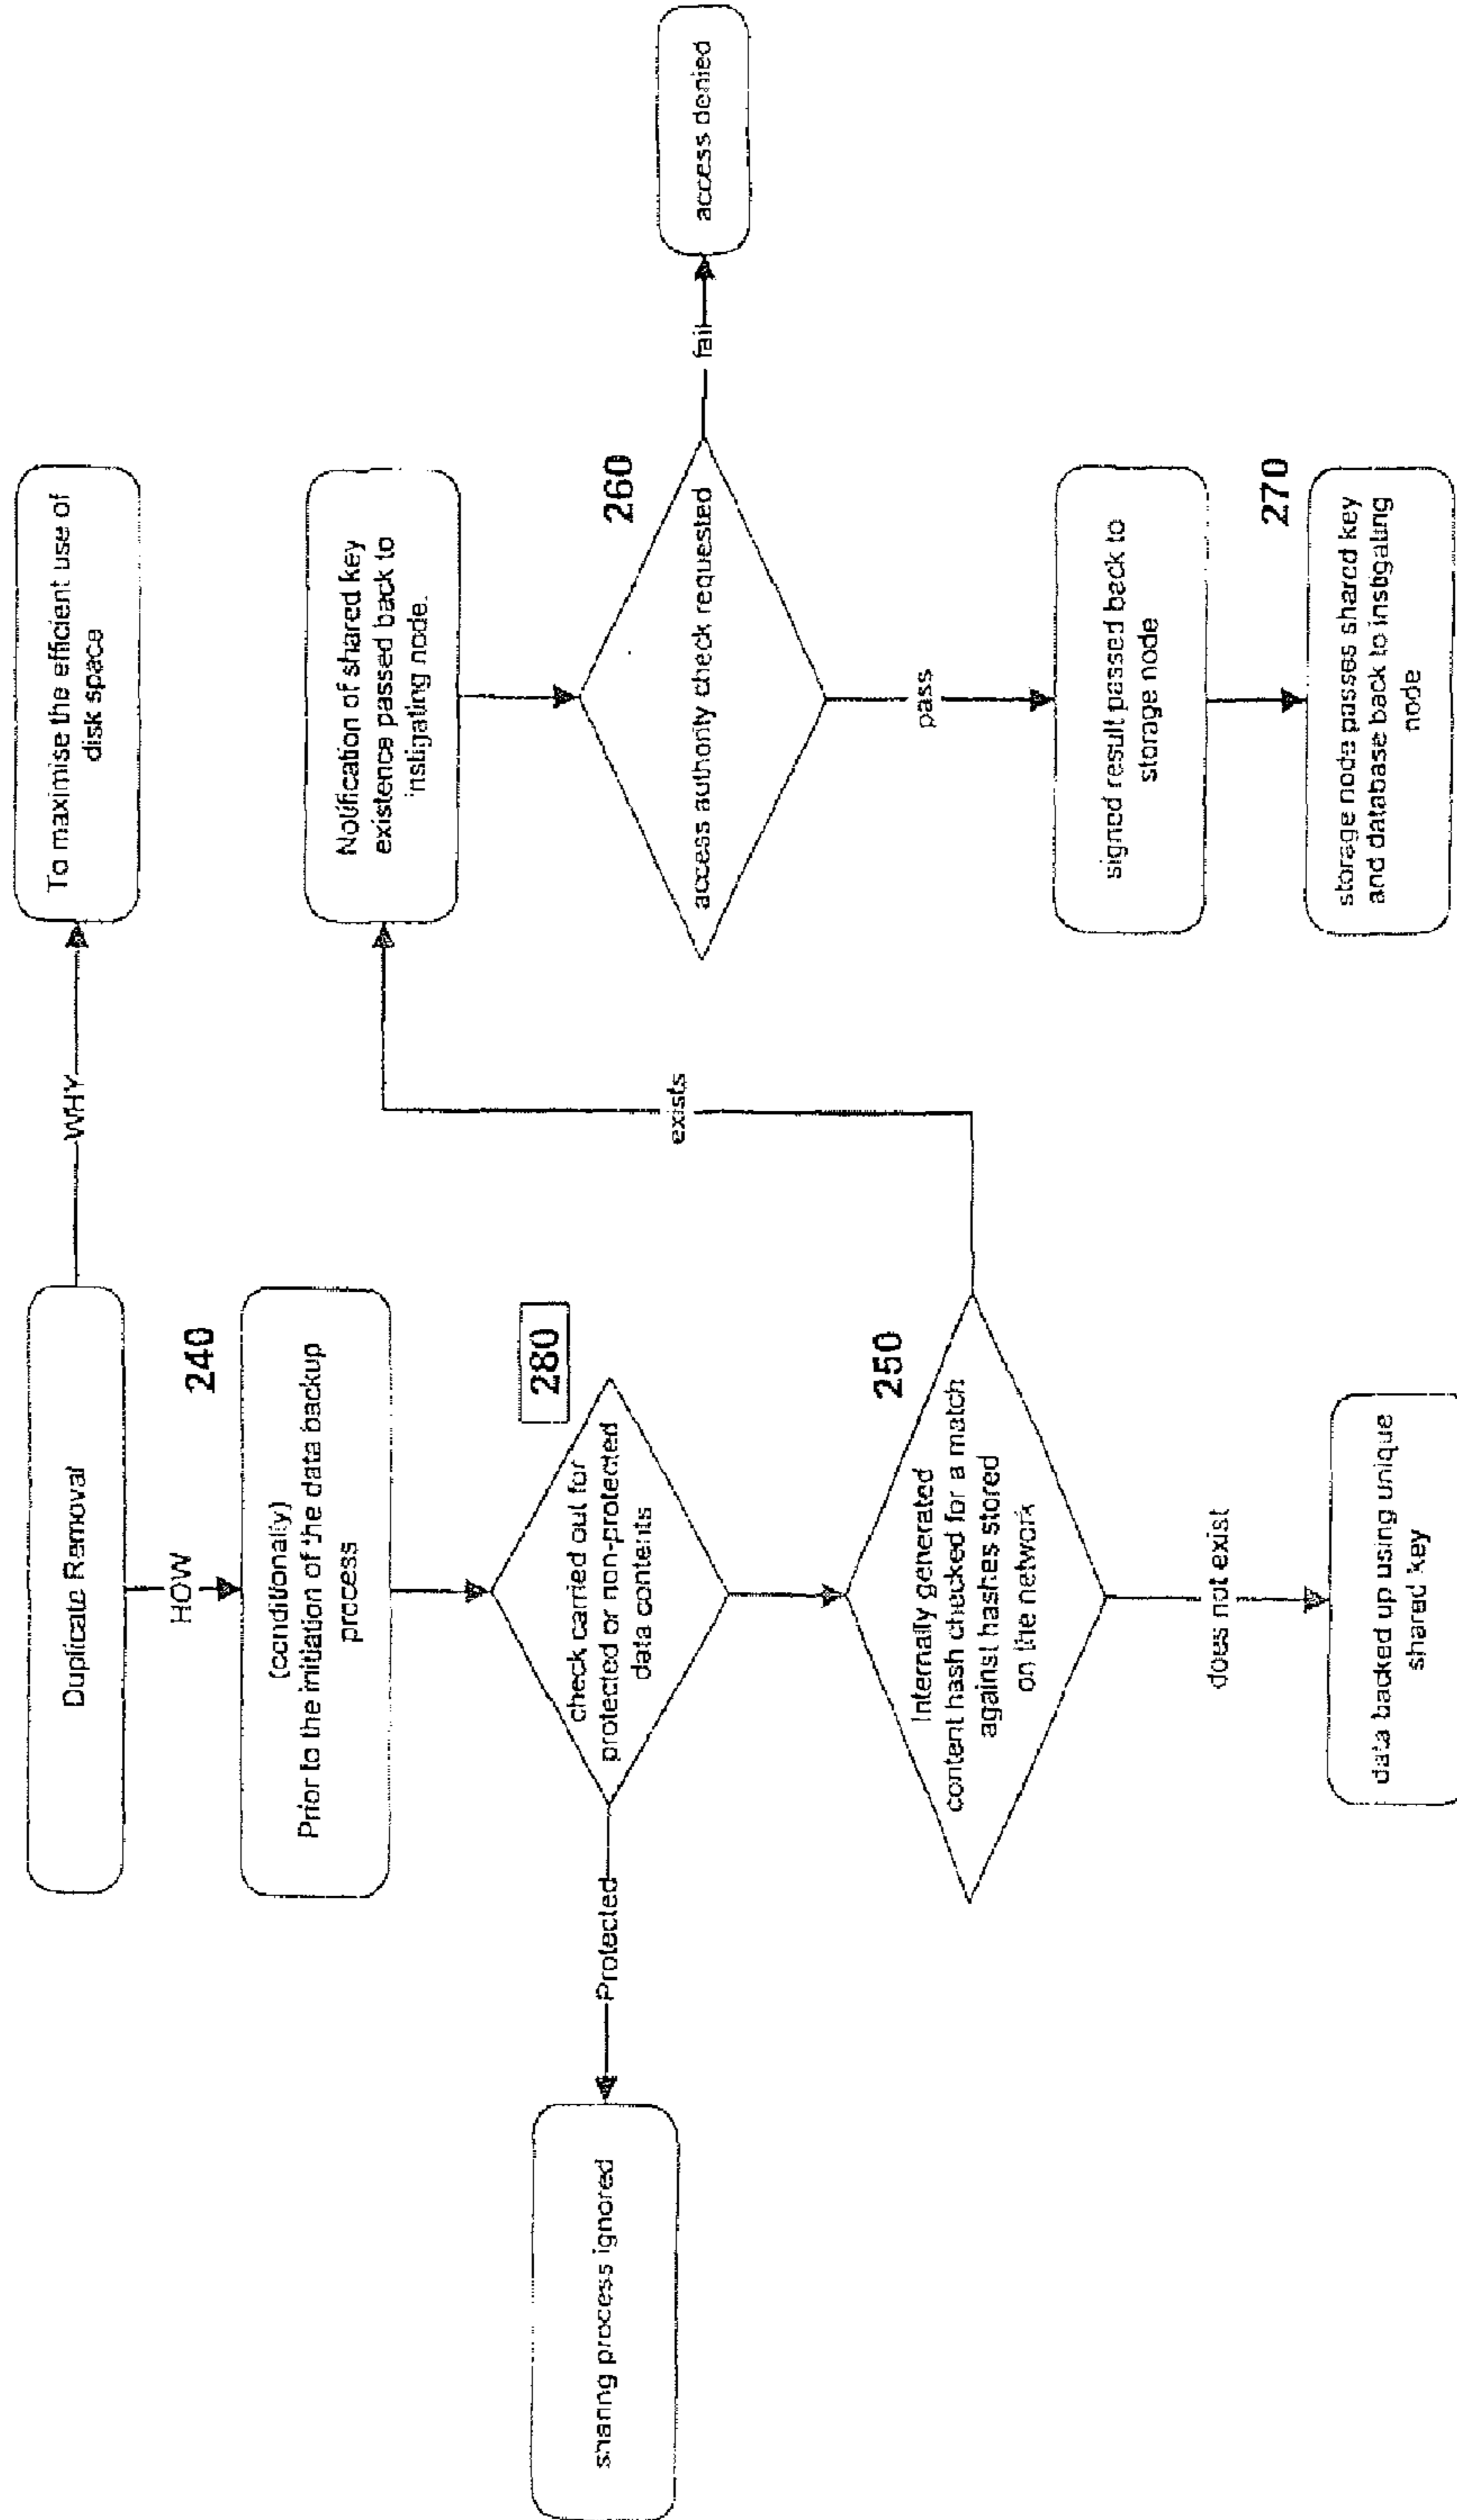 Duplicate Removal
WHY
To maximise the efficient use of
disk space
HOW
240
(conditionally)
Prior to the initiation of the data backup
process
280
check carried out for
protected or non-protected
data contents
Protected
sharing process ignored
250
Internally generated
content hash checked for a match
against hashes stored
on the network
exists
does not exist
data backed up using unique
shared key
Notification of shared key
existence passed back to
instigating node.
260
access authority check requested
fail
access denied
pass
signed result passed back to
storage node
270
storage node passes shared key
and database back to instigating
node